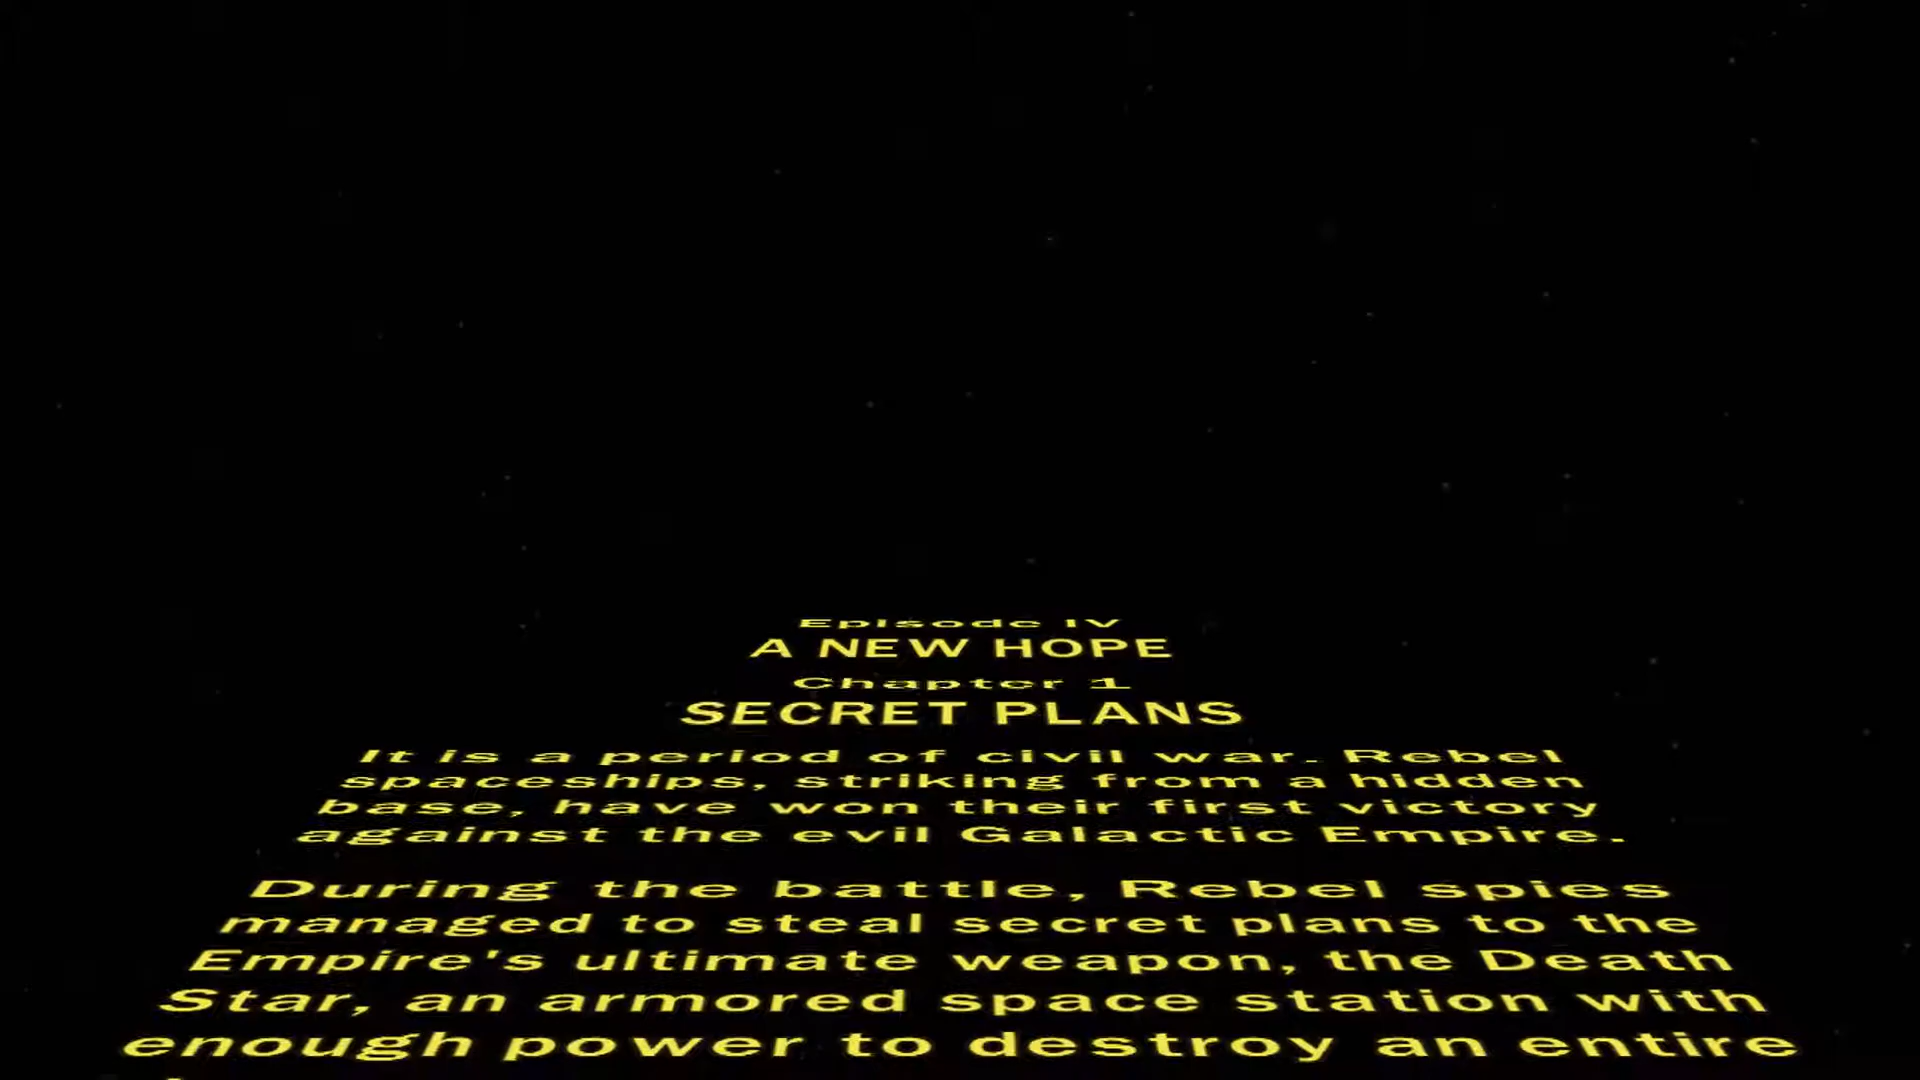 Episode IV
A NEW HOPE
Chapter 1
SECRET PLANS
It is a period of civil war. Rebel
spaceships, striking from a hidden
base, have won their first victory
against the evil Galactic Empire.
During the battle, Rebel spies
managed to steal secret plans to the
Empire's ultimate weapon, the Death
Star, an armored space station with
enough power to destroy an entire